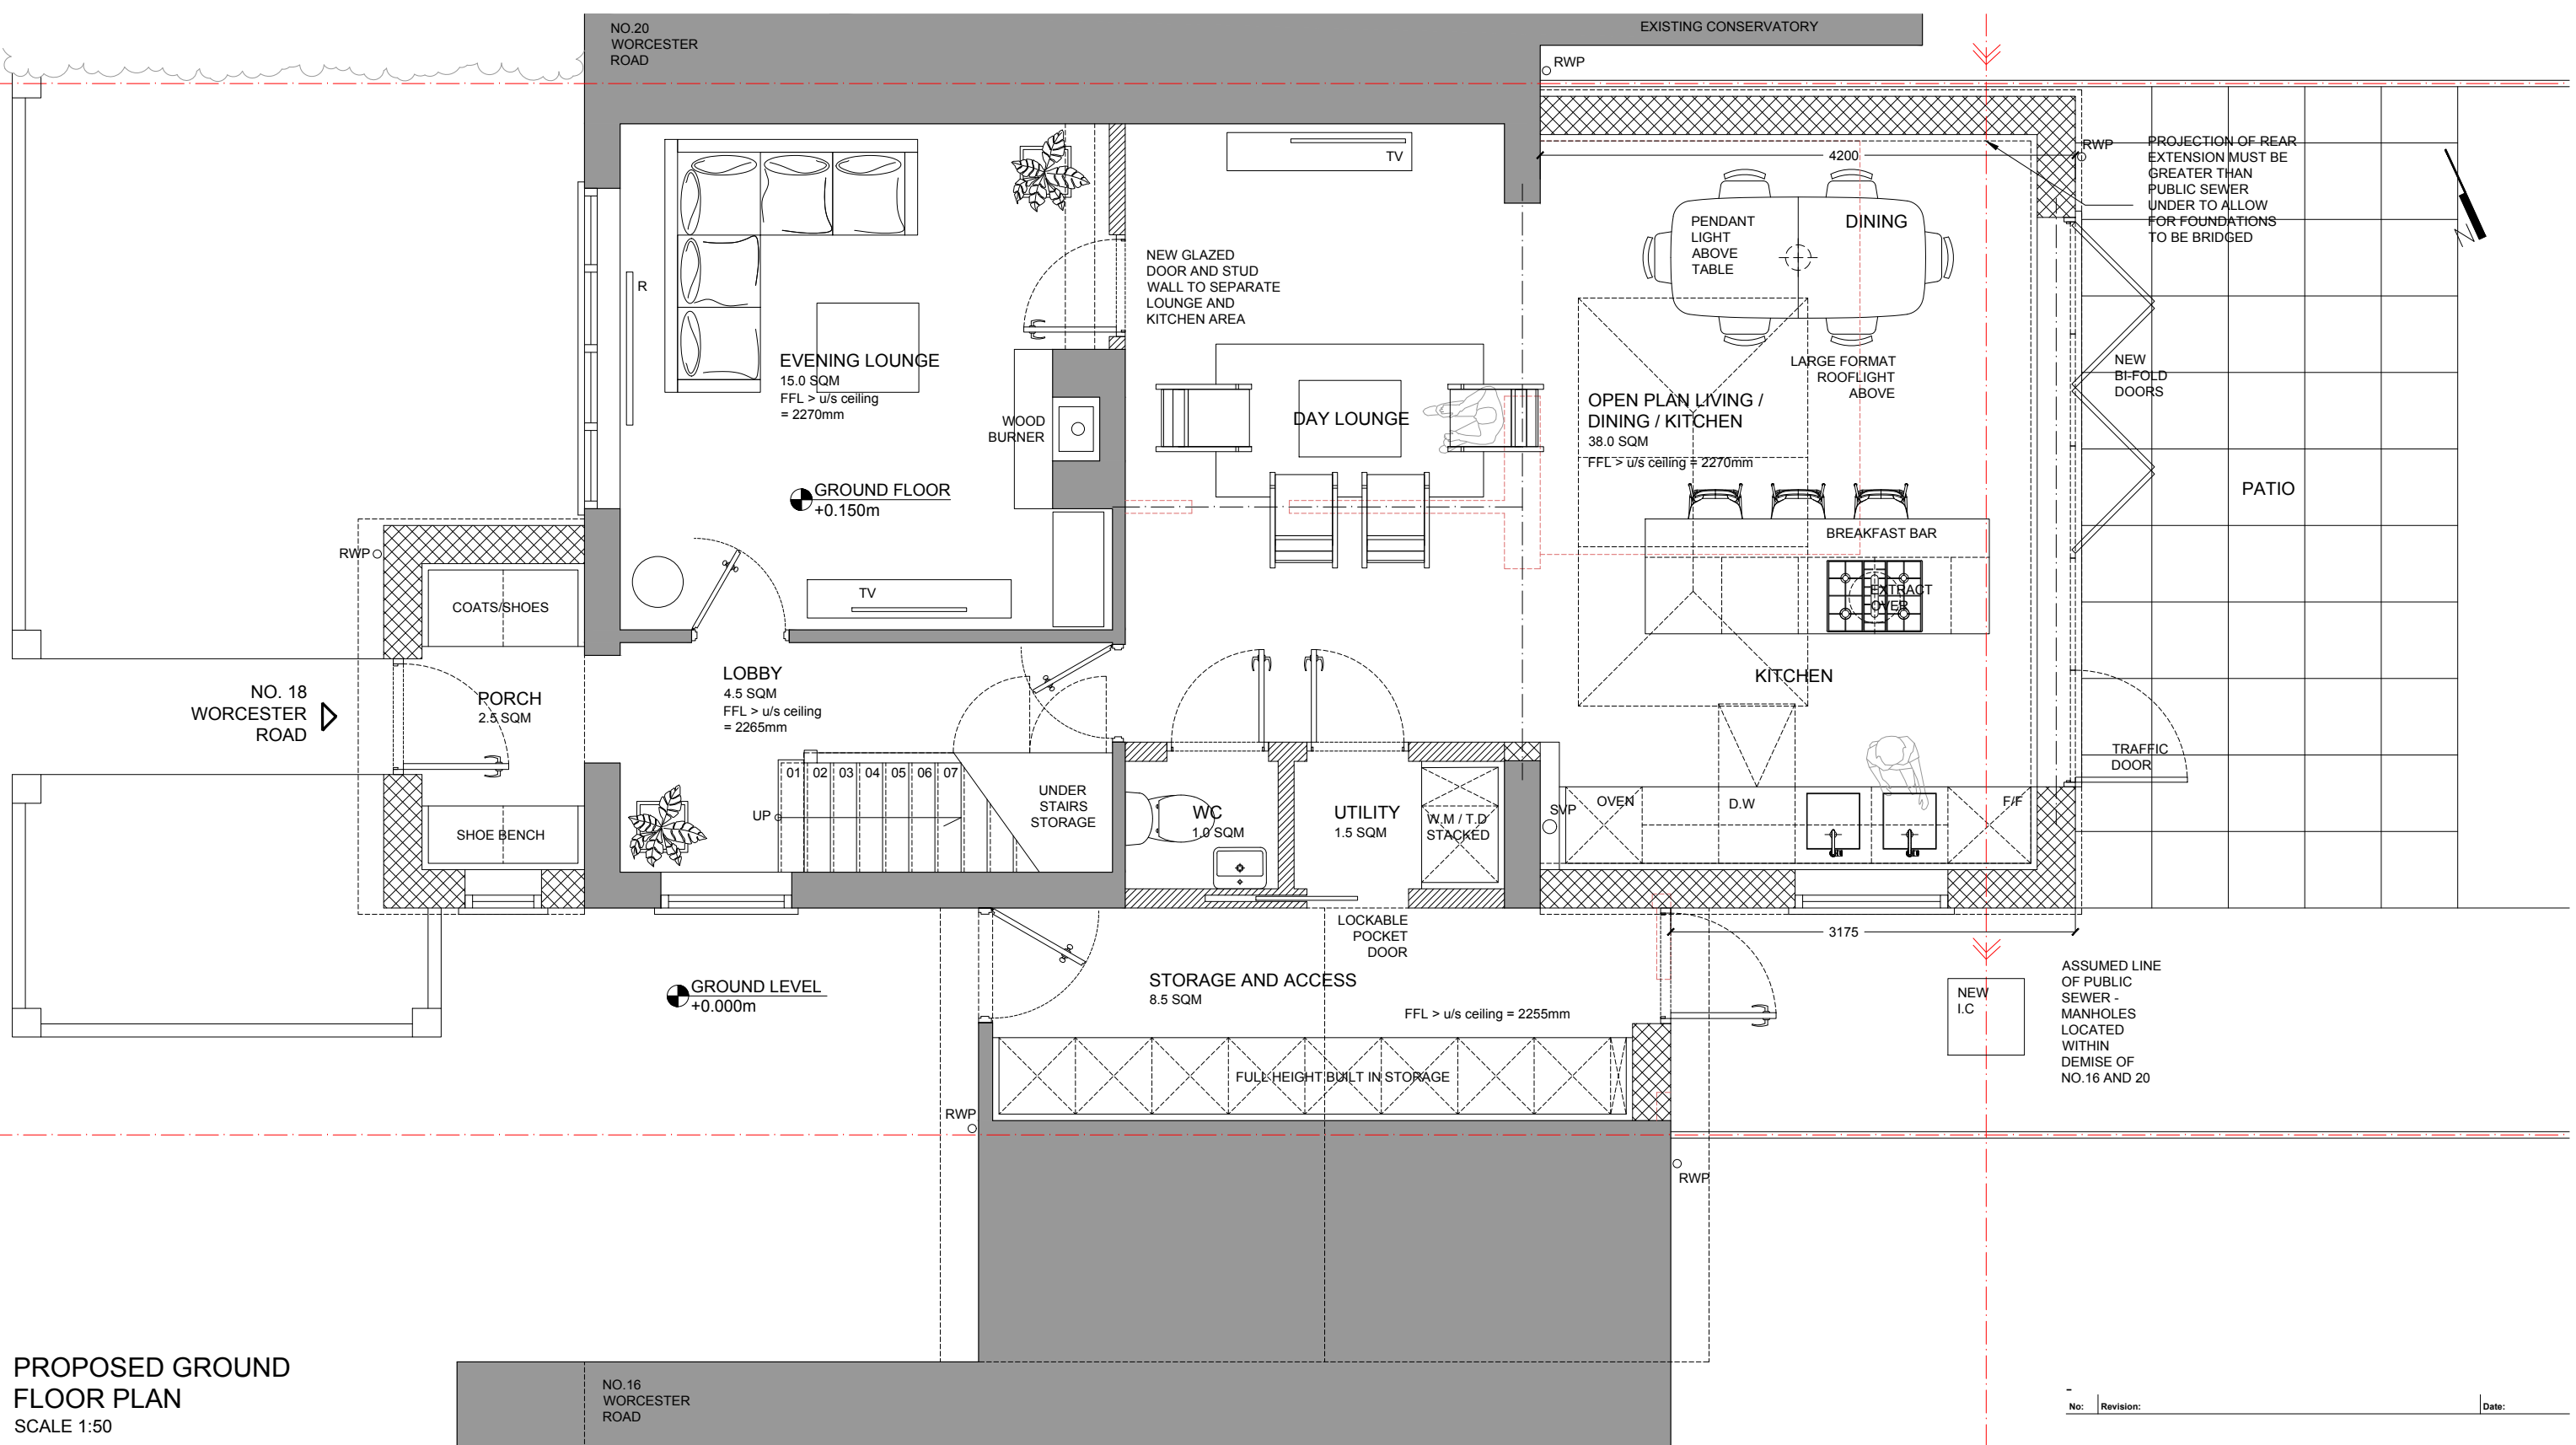 NO.20
WORCESTER
ROAD
EXISTING CONSERVATORY
RWP
TV
4200
RWP
PROJECTION OF REAR
EXTENSION MUST BE
GREATER THAN
PUBLIC SEWER
UNDER TO ALLOW
FOR FOUNDATIONS
TO BE BRIDGED
N
PENDANT
LIGHT
ABOVE
TABLE
DINING
NEW GLAZED
DOOR AND STUD
WALL TO SEPARATE
LOUNGE AND
KITCHEN AREA
R
EVENING LOUNGE
15.0 SQM
FFL > u/s ceiling
= 2270mm
WOOD
BURNER
DAY LOUNGE
LARGE FORMAT
ROOFLIGHT
ABOVE
OPEN PLAN LIVING /
DINING / KITCHEN
38.0 SQM
FFL > u/s ceiling = 2270mm
NEW
BI-FOLD
DOORS
PATIO
GROUND FLOOR
+0.150m
BREAKFAST BAR
EXTRACT
OVER
RWP
COATS/SHOES
TV
LOBBY
4.5 SQM
FFL > u/s ceiling
= 2265mm
NO. 18
WORCESTER
ROAD
PORCH
2.5 SQM
KITCHEN
TRAFFIC
DOOR
01 02 03 04 05 06 07
UP
UNDER
STAIRS
STORAGE
WC
1.0 SQM
UTILITY
1.5 SQM
W.M / T.D
STACKED
SVP
OVEN
D.W
F/F
SHOE BENCH
LOCKABLE
POCKET
DOOR
3175
STORAGE AND ACCESS
8.5 SQM
FFL > u/s ceiling = 2255mm
GROUND LEVEL
+0.000m
NEW
I.C
ASSUMED LINE
OF PUBLIC
SEWER -
MANHOLES
LOCATED
WITHIN
DEMISE OF
NO.16 AND 20
FULL HEIGHT BUILT IN STORAGE
RWP
RWP
PROPOSED GROUND
FLOOR PLAN
SCALE 1:50
NO.16
WORCESTER
ROAD
-
No: Revision: Date: